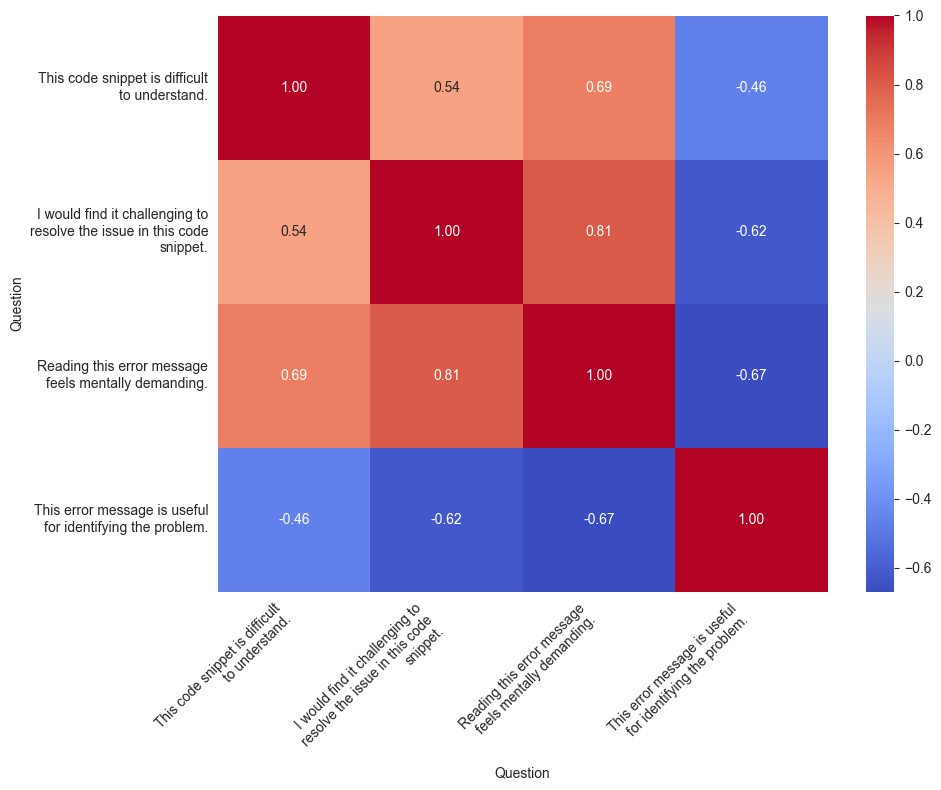 This code snippet is difficult
to understand.
1.00
0.54
0.69
-0.46
I would find it challenging to
resolve the issue in this code
snippet.
0.54
1.00
0.81
-0.62
Reading this error message
feels mentally demanding.
0.69
0.81
1.00
-0.67
This error message is useful
for identifying the problem.
-0.46
-0.62
-0.67
1.00
Question
This code snippet is difficult
to understand.
I would find it challenging to
resolve the issue in this code
snippet.
Reading this error message
feels mentally demanding.
This error message is useful
for identifying the problem.
Question
1.0
0.8
0.6
0.4
0.2
0.0
−0.2
−0.4
−0.6